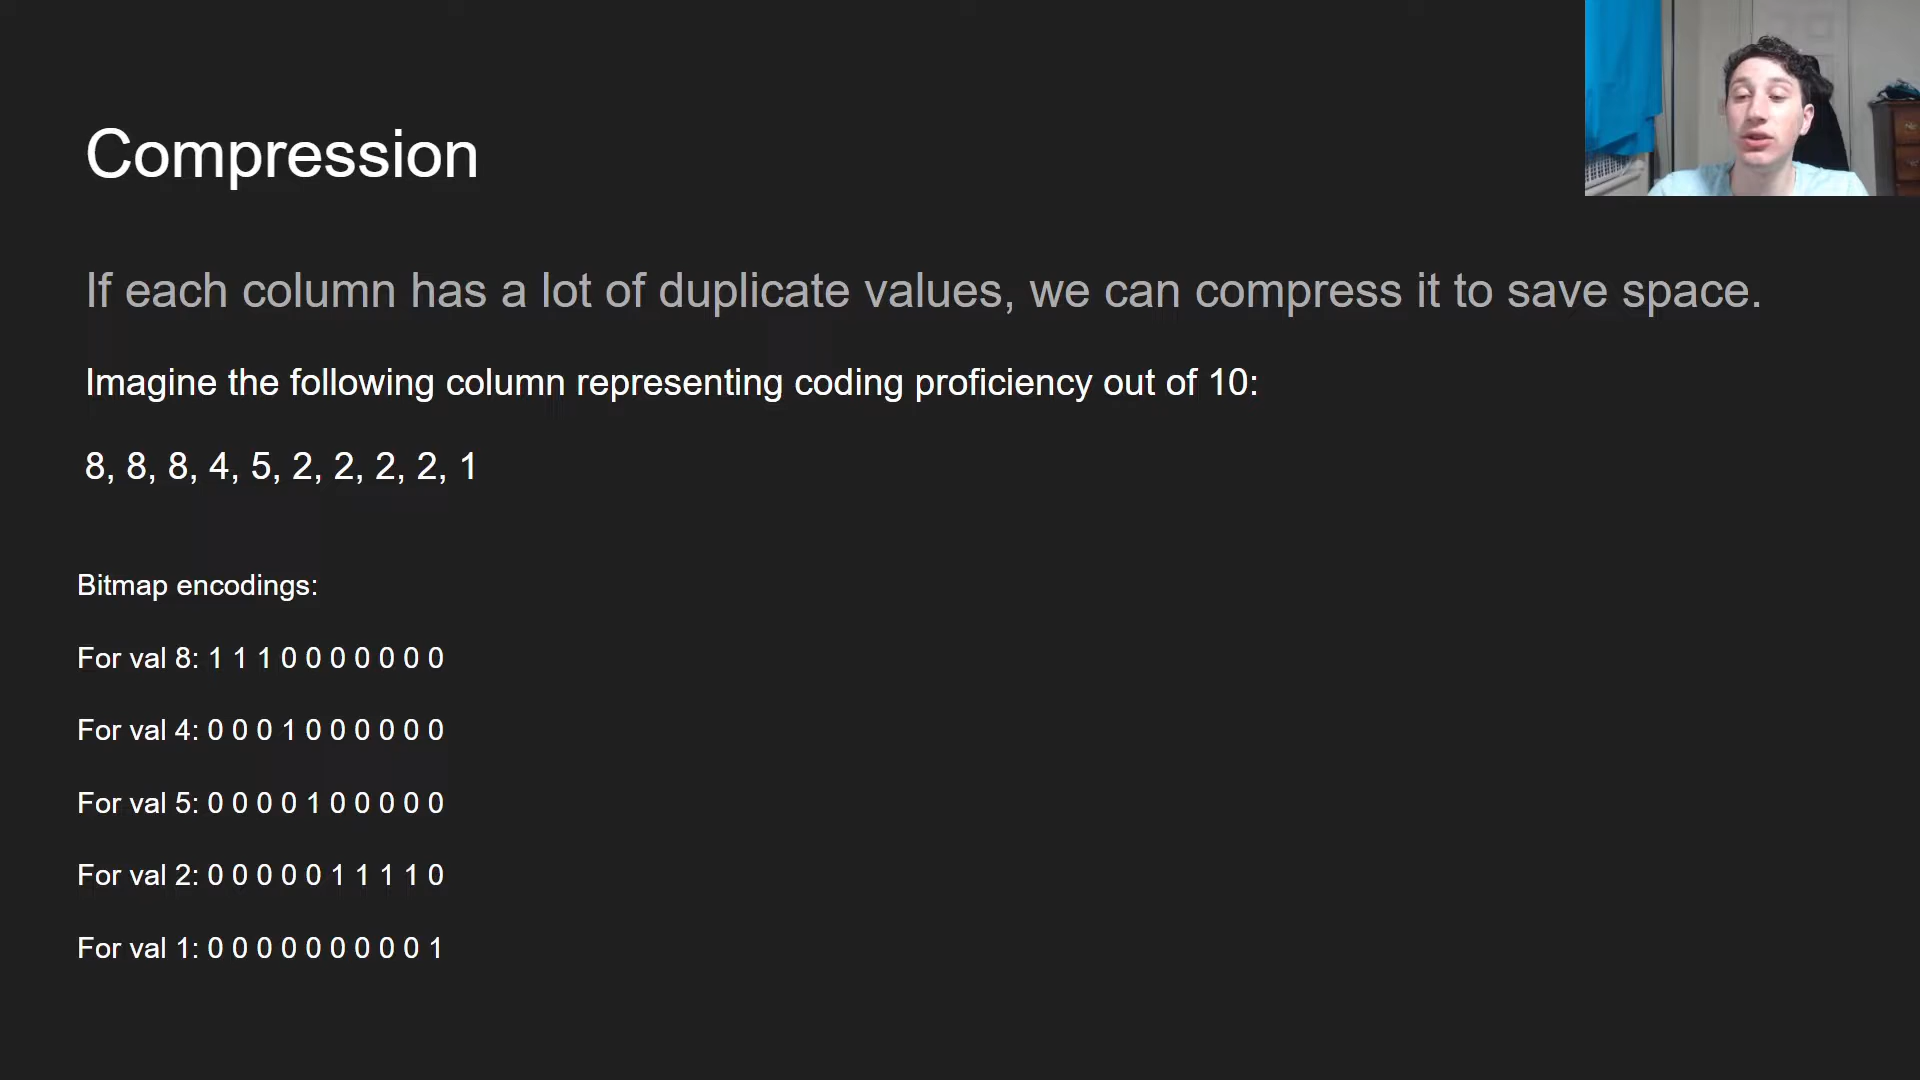 Compression
If each column has a lot of duplicate values, we can compress it to save space.
Imagine the following column representing coding proficiency out of 10:
8, 8, 8, 4, 5, 2, 2, 2, 2, 1
Bitmap encodings:
For val 8: 1 1 1 0 0 0 0 0 0 0
For val 4: 0 0 0 1 0 0 0 0 0 0
For val 5: 0 0 0 0 1 0 0 0 0 0
For val 2: 0 0 0 0 0 1 1 1 1 0
For val 1: 0 0 0 0 0 0 0 0 0 1